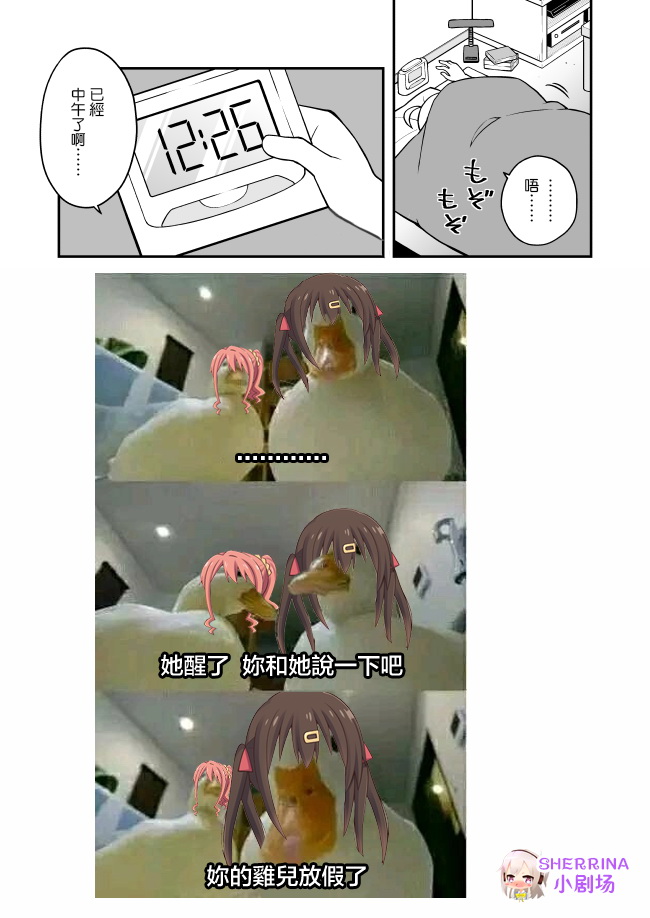 ………
唔……
もぞ
もぞ
已經
中午了啊……
12:26
…………
她醒了 妳和她說一下吧
妳的雞兒放假了
SHERRINA
小剧场